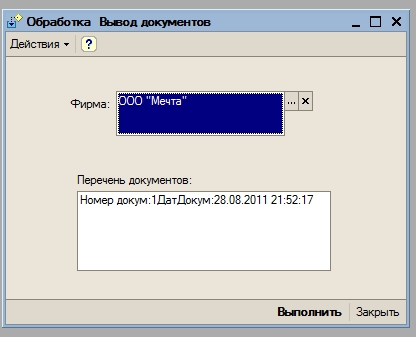 Обработка Вывод документов
Действия
Фирма: ООО "Мечта" ...
Перечень документов:
Номер докум:1ДатДокум:28.08.2011 21:52:17
Выполнить Закрыть